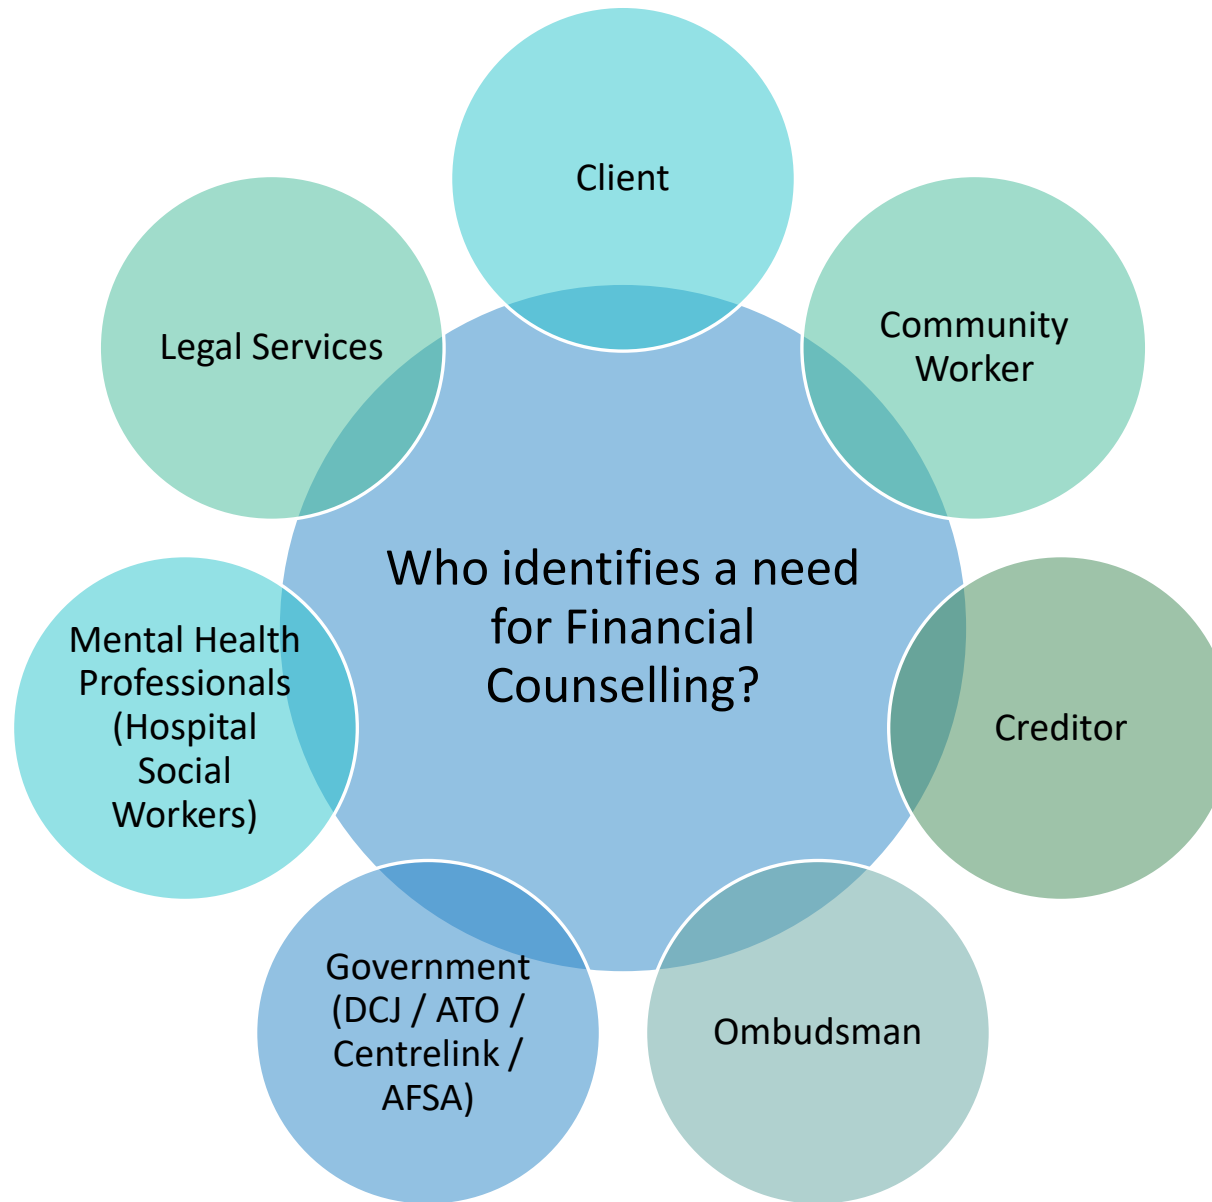 Client
Community
Worker
Creditor
Ombudsman
Government
(DCJ / ATO /
Centrelink /
AFSA)
Mental Health
Professionals
(Hospital
Social
Workers)
Legal Services
Who identifies a need
for Financial
Counselling?